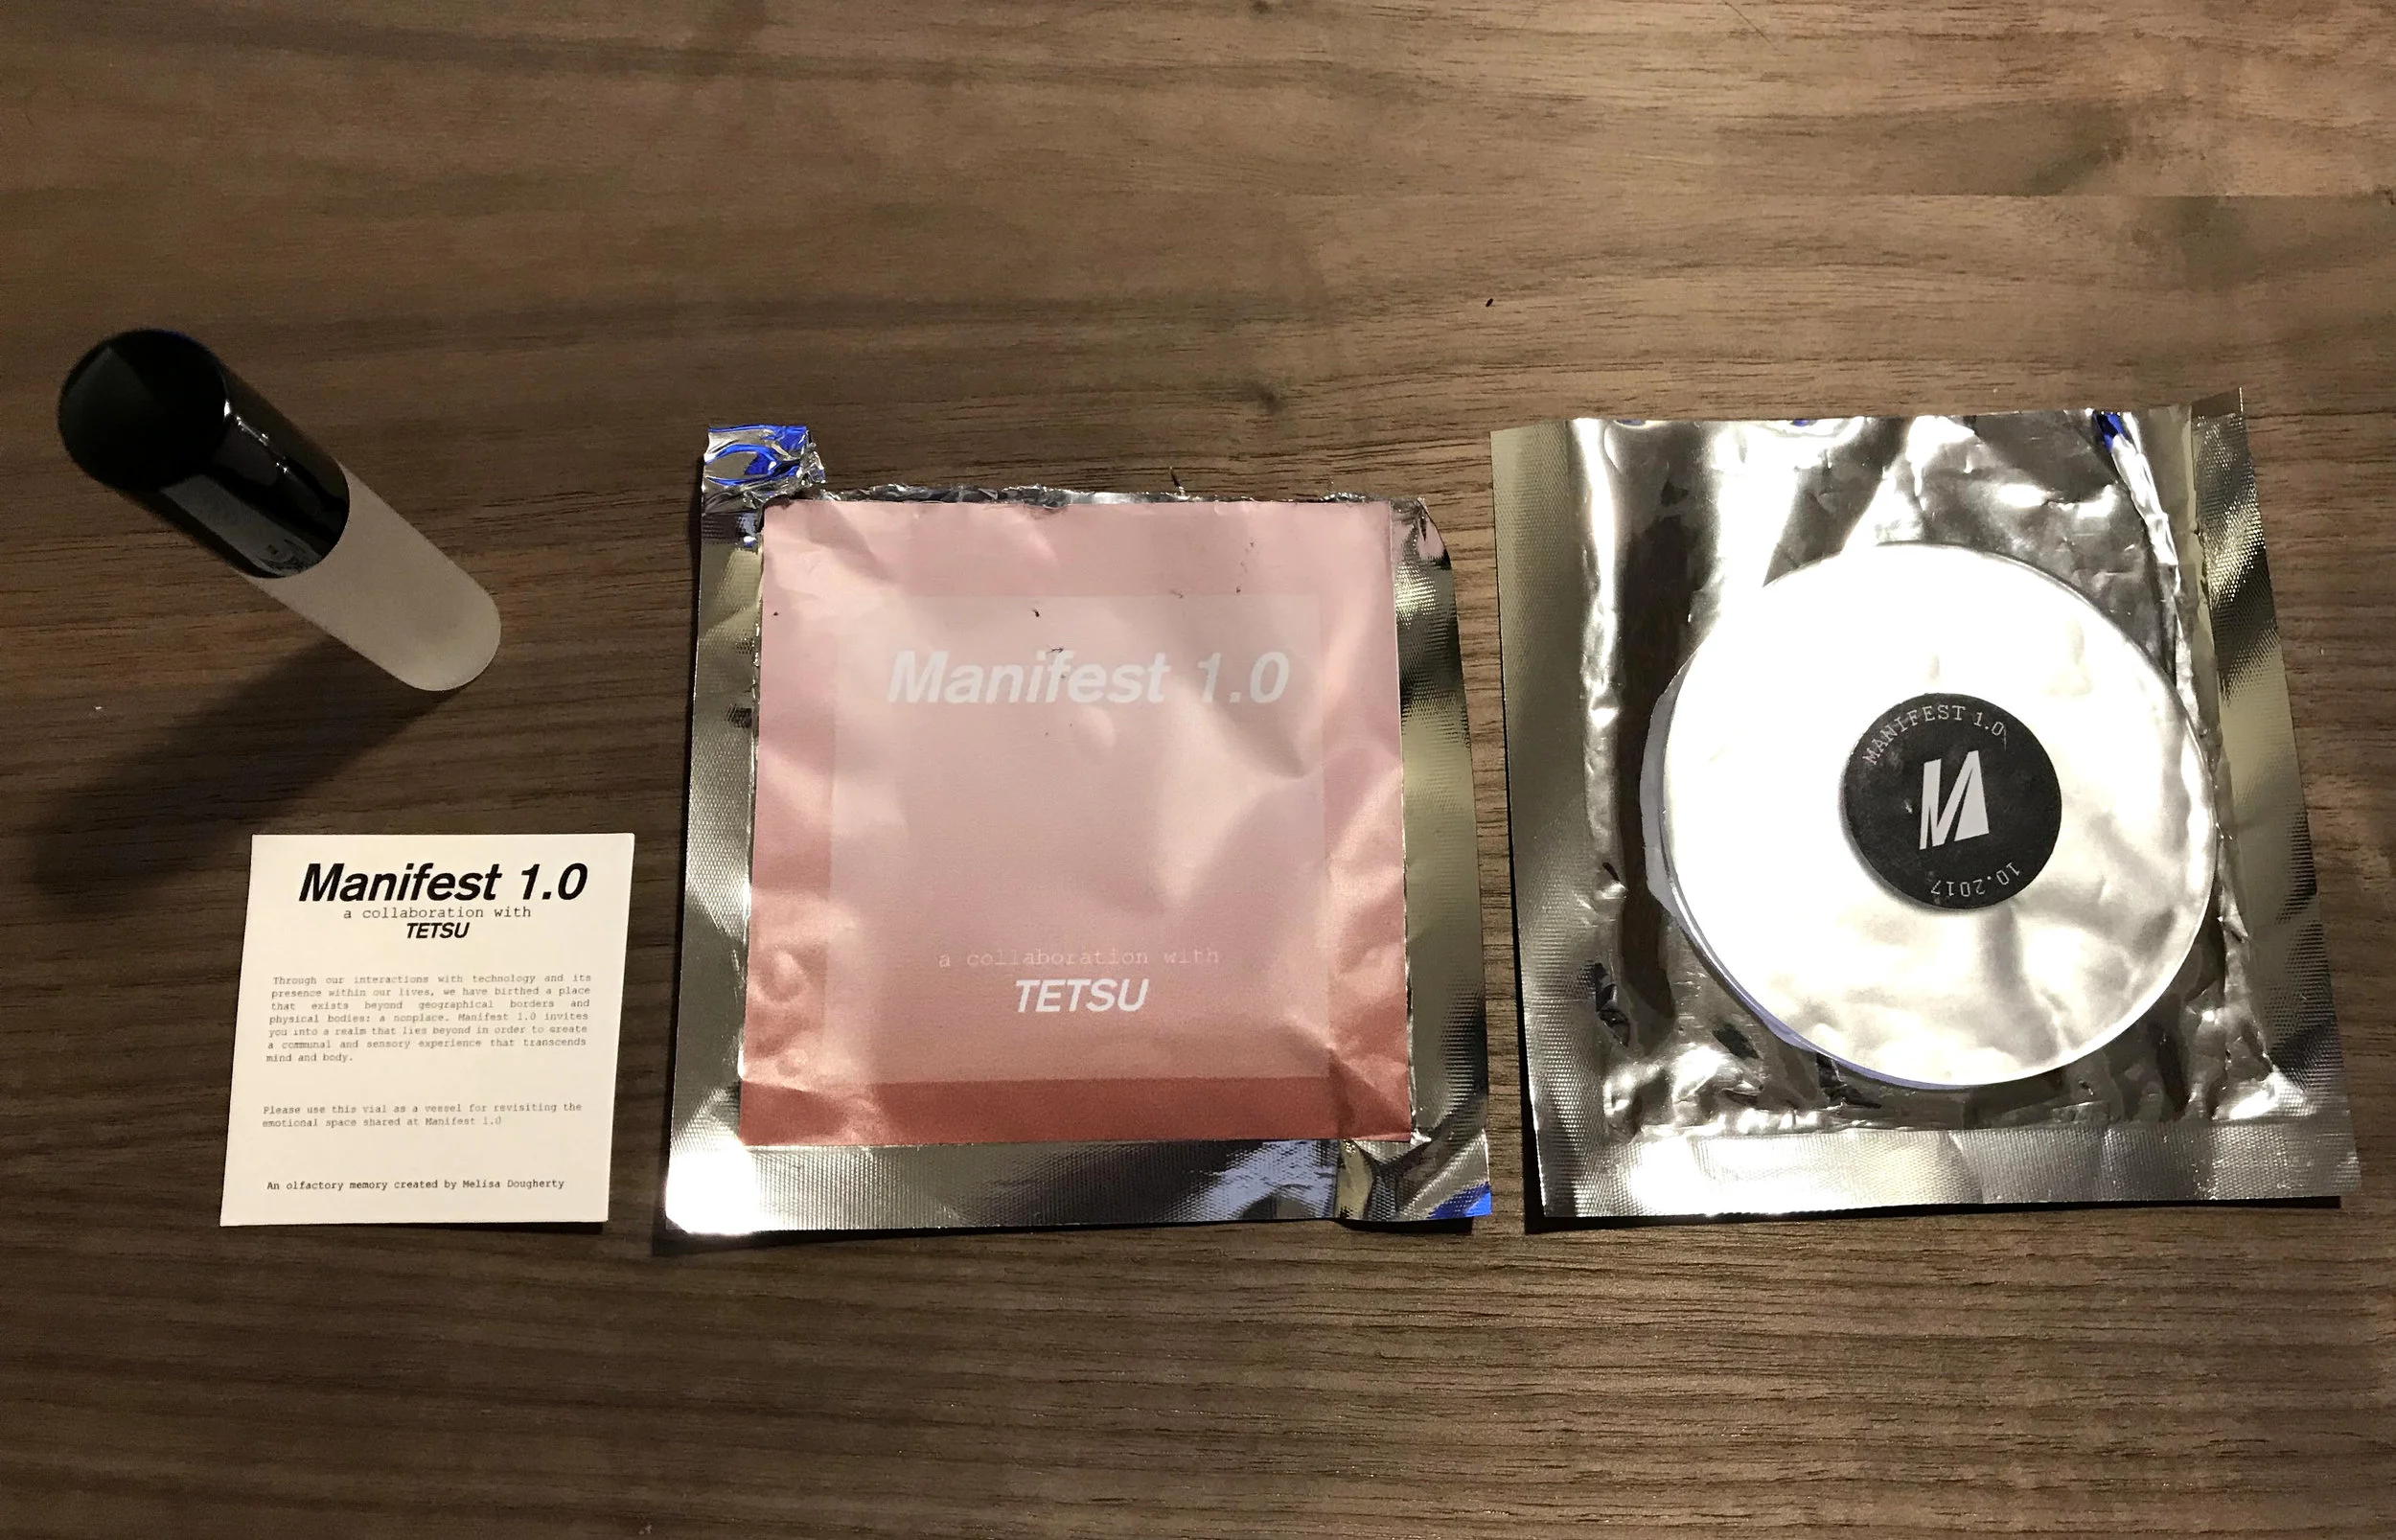 Manifest 1.0
a collaboration with
TETSU
Through our interactions with technology and its
presence within our lives, we have birthed a place
that exists beyond geographical borders and
physical bodies: a nonplace. Manifest 1.0 invites
you into a realm that lies beyond in order to create
a communal and sensory experience that transcends
mind and body.
Please use this vial as a vessel for revisiting the
emotional space shared at Manifest 1.0
An olfactory memory created by Melisa Dougherty
Manifest 1.0
a collaboration with
TETSU
MANIFEST 1.0
M
10.2017